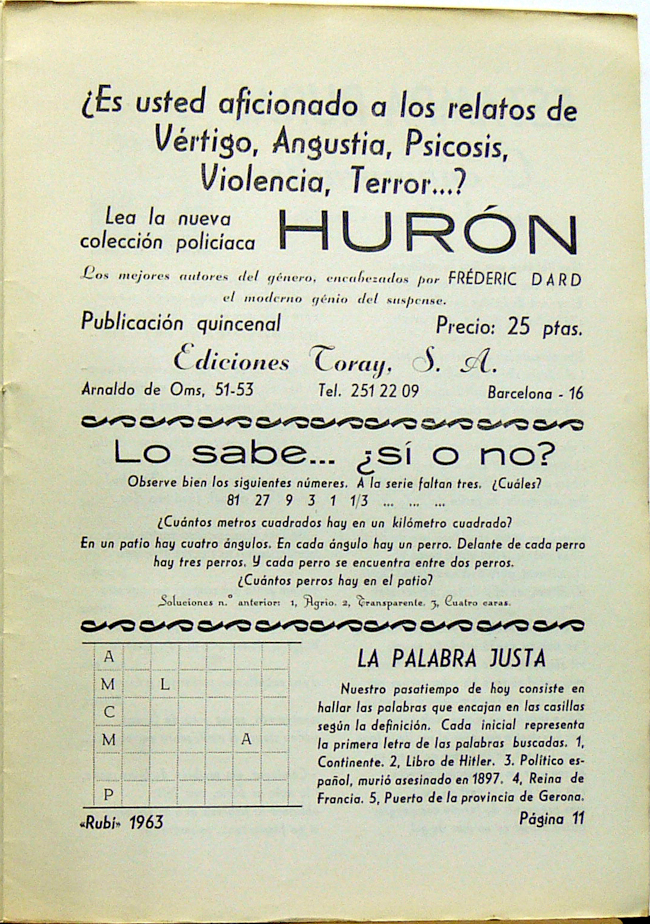 ¿Es usted aficionado a los relatos de
Vértigo, Angustia, Psicosis,
Violencia, Terror...?
Lea la nueva
colección policíaca
HURÓN
Los mejores autores del género, encabezados por FRÉDERIC DARD
el moderno génio del suspense.
Publicación quincenal Precio: 25 ptas.
Ediciones Toray, S. A.
Arnaldo de Oms, 51-53 Tel. 251 22 09 Barcelona - 16
Lo sabe... ¿sí o no?
Observe bien los siguientes números. A la serie faltan tres. ¿Cuáles?
81 27 9 3 1 1/3 ... ... ...
¿Cuántos metros cuadrados hay en un kilómetro cuadrado?
En un patio hay cuatro ángulos. En cada ángulo hay un perro. Delante de cada perro
hay tres perros. Y cada perro se encuentra entre dos perros.
¿Cuántos perros hay en el patio?
Soluciones n.° anterior: 1, Agrio. 2, Transparente. 3, Cuatro caras.
A
M L
C
M A
P
LA PALABRA JUSTA
Nuestro pasatiempo de hoy consiste en
hallar las palabras que encajan en las casillas
según la definición. Cada inicial representa
la primera letra de las palabras buscadas. 1,
Continente. 2, Libro de Hitler. 3. Político es-
pañol, murió asesinado en 1897. 4, Reina de
Francia. 5, Puerto de la provincia de Gerona.
«Rubí» 1963 Página 11